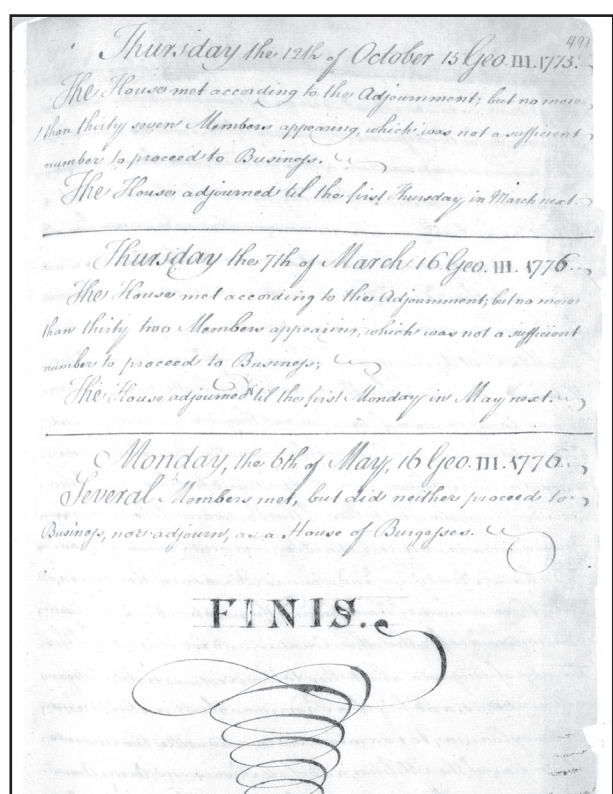 491
Thursday the 12th of October 15 Geo. III. 1775.
The House met according to the Adjournment; but no more
than thirty seven Members appearing, which was not a sufficient
number to proceed to Business.
The House adjourned til the first Thursday in March next.
Thursday the 7th of March 16 Geo. III. 1776.
The House met according to the Adjournment; but no more
than thirty two Members appearing, which was not a sufficient
number to proceed to Business;
The House adjourned til the first Monday in May next.
Monday, the 6th of May, 16 Geo. III. 1776.
Several Members met, but did neither proceed to
Business, nor adjourn, as a House of Burgesses.
FINIS.